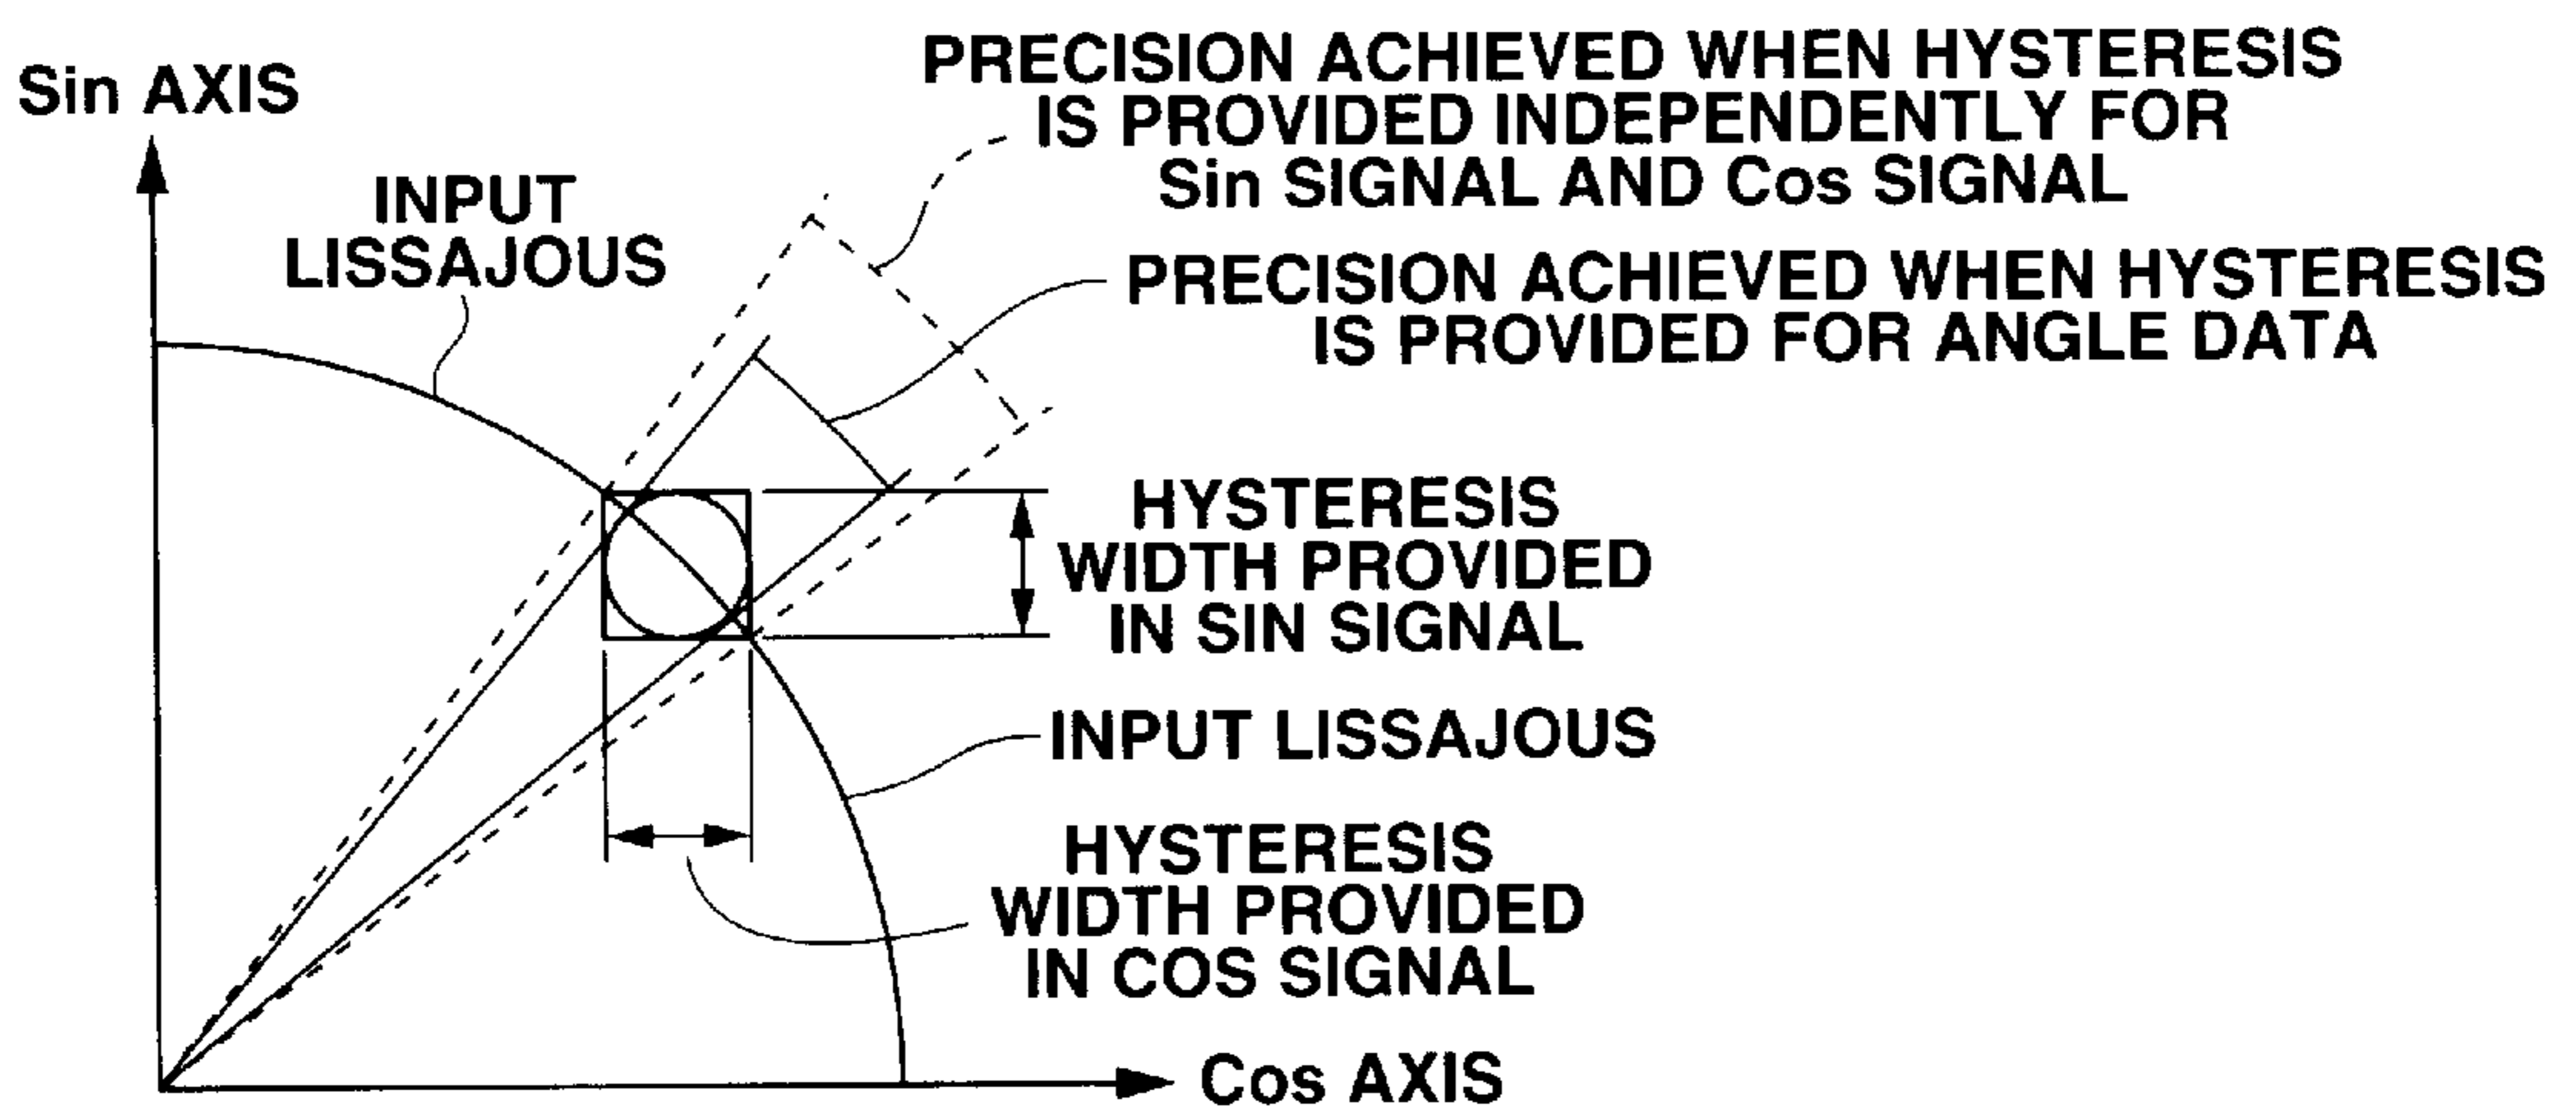 PRECISION ACHIEVED WHEN HYSTERESIS
IS PROVIDED INDEPENDENTLY FOR
Sin SIGNAL AND Cos SIGNAL
Sin AXIS
INPUT
LISSAJOUS
PRECISION ACHIEVED WHEN HYSTERESIS
IS PROVIDED FOR ANGLE DATA
HYSTERESIS
WIDTH PROVIDED
IN SIN SIGNAL
INPUT LISSAJOUS
HYSTERESIS
WIDTH PROVIDED
IN COS SIGNAL
Cos AXIS